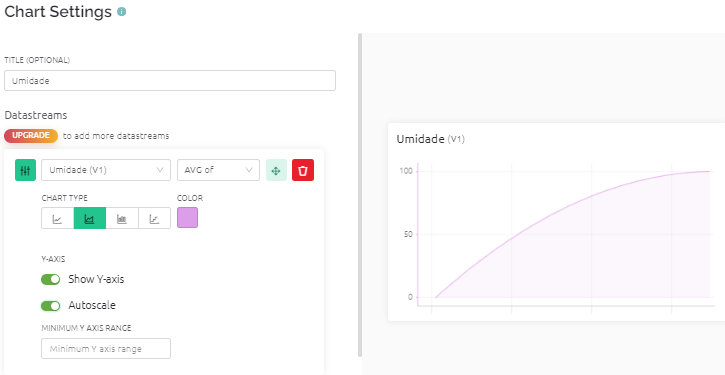 Chart Settings
TITLE (OPTIONAL)
Umidade
Datastreams
UPGRADE to add more datastreams
Umidade (V1) AVG of
CHART TYPE COLOR
Y-AXIS
Show Y-axis
Autoscale
MINIMUM Y AXIS RANGE
Minimum Y axis range
Umidade (V1)
100
50
0